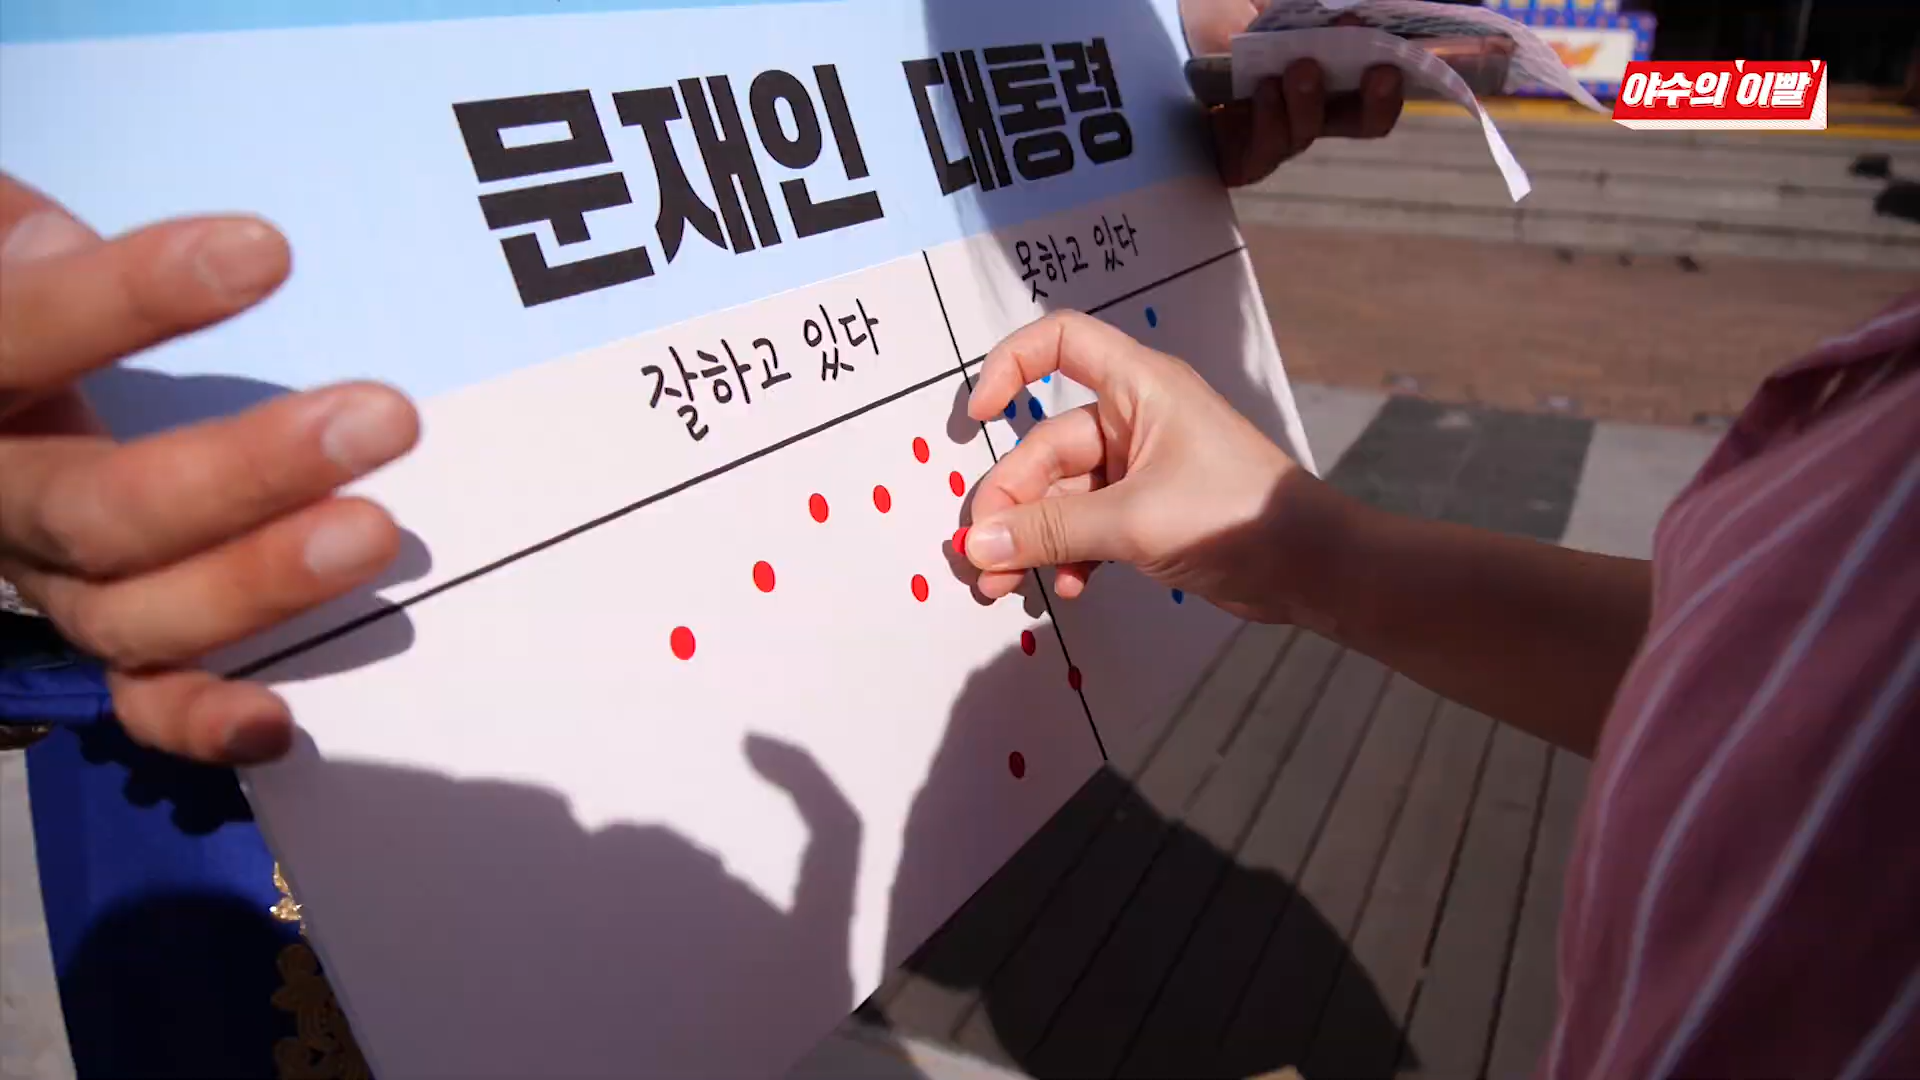 문재인 대통령
잘하고 있다
못하고 있다
야수의 '이빨'